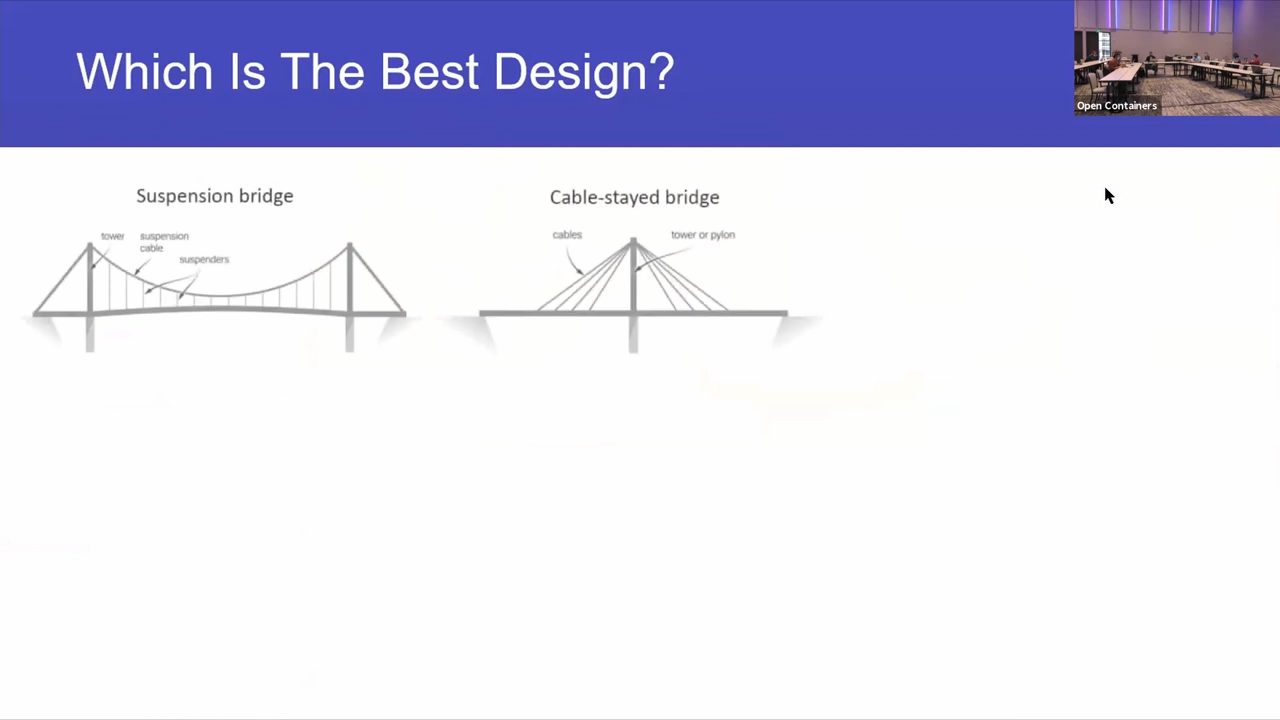 Which Is The Best Design?
Open Containers
Suspension bridge
tower
suspension
cable
suspenders
Cable-stayed bridge
cables
tower or pylon